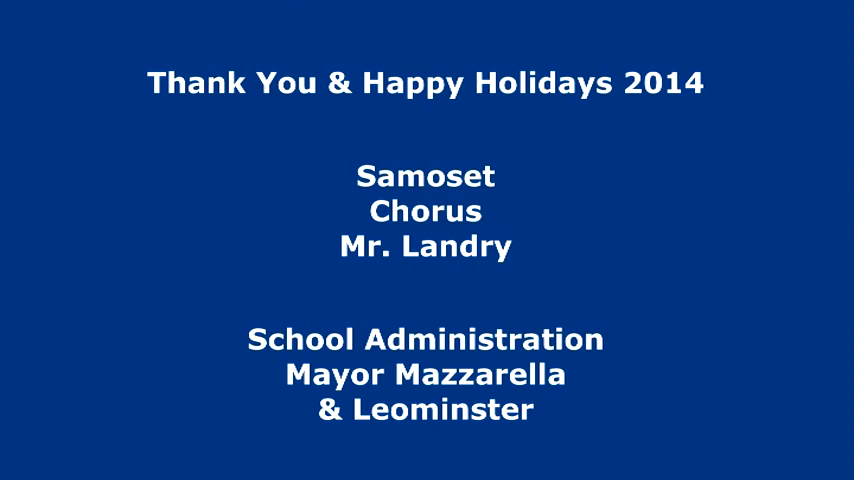 Thank You & Happy Holidays 2014
Samoset
Chorus
Mr. Landry
School Administration
Mayor Mazzarella
& Leominster